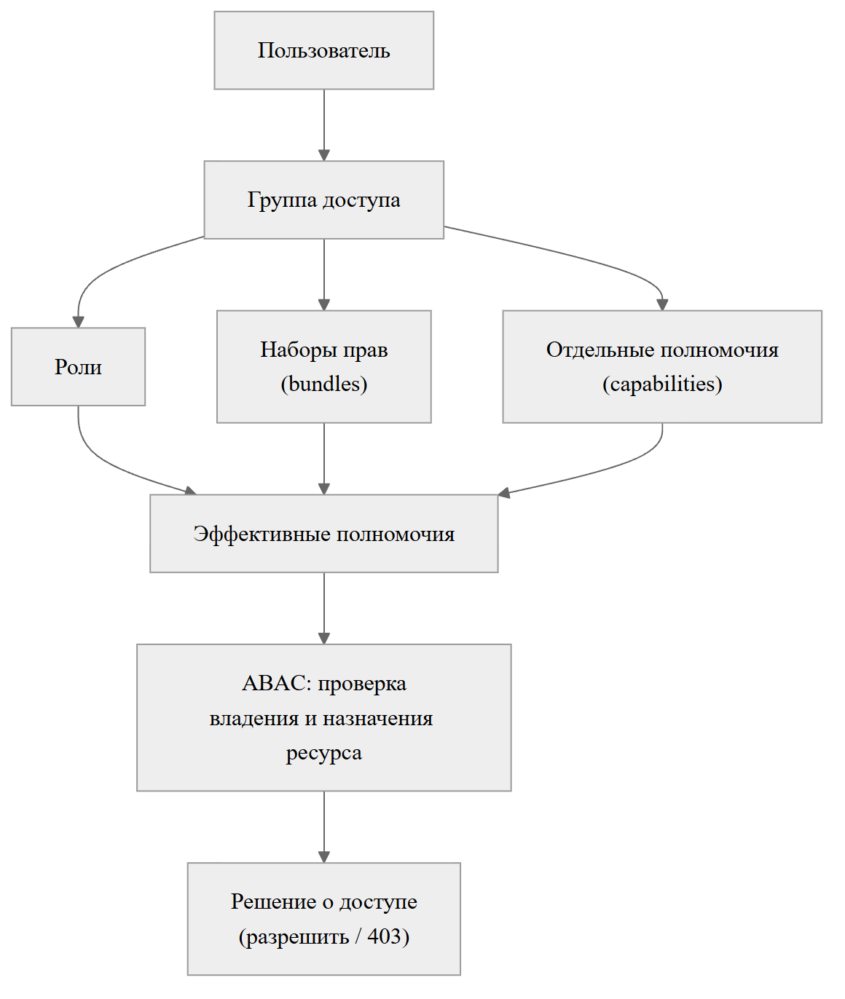 Пользователь
Группа доступа
Роли
Наборы прав
(bundles)
Отдельные полномочия
(capabilities)
Эффективные полномочия
ABAC: проверка
владения и назначения
ресурса
Решение о доступе
(разрешить / 403)